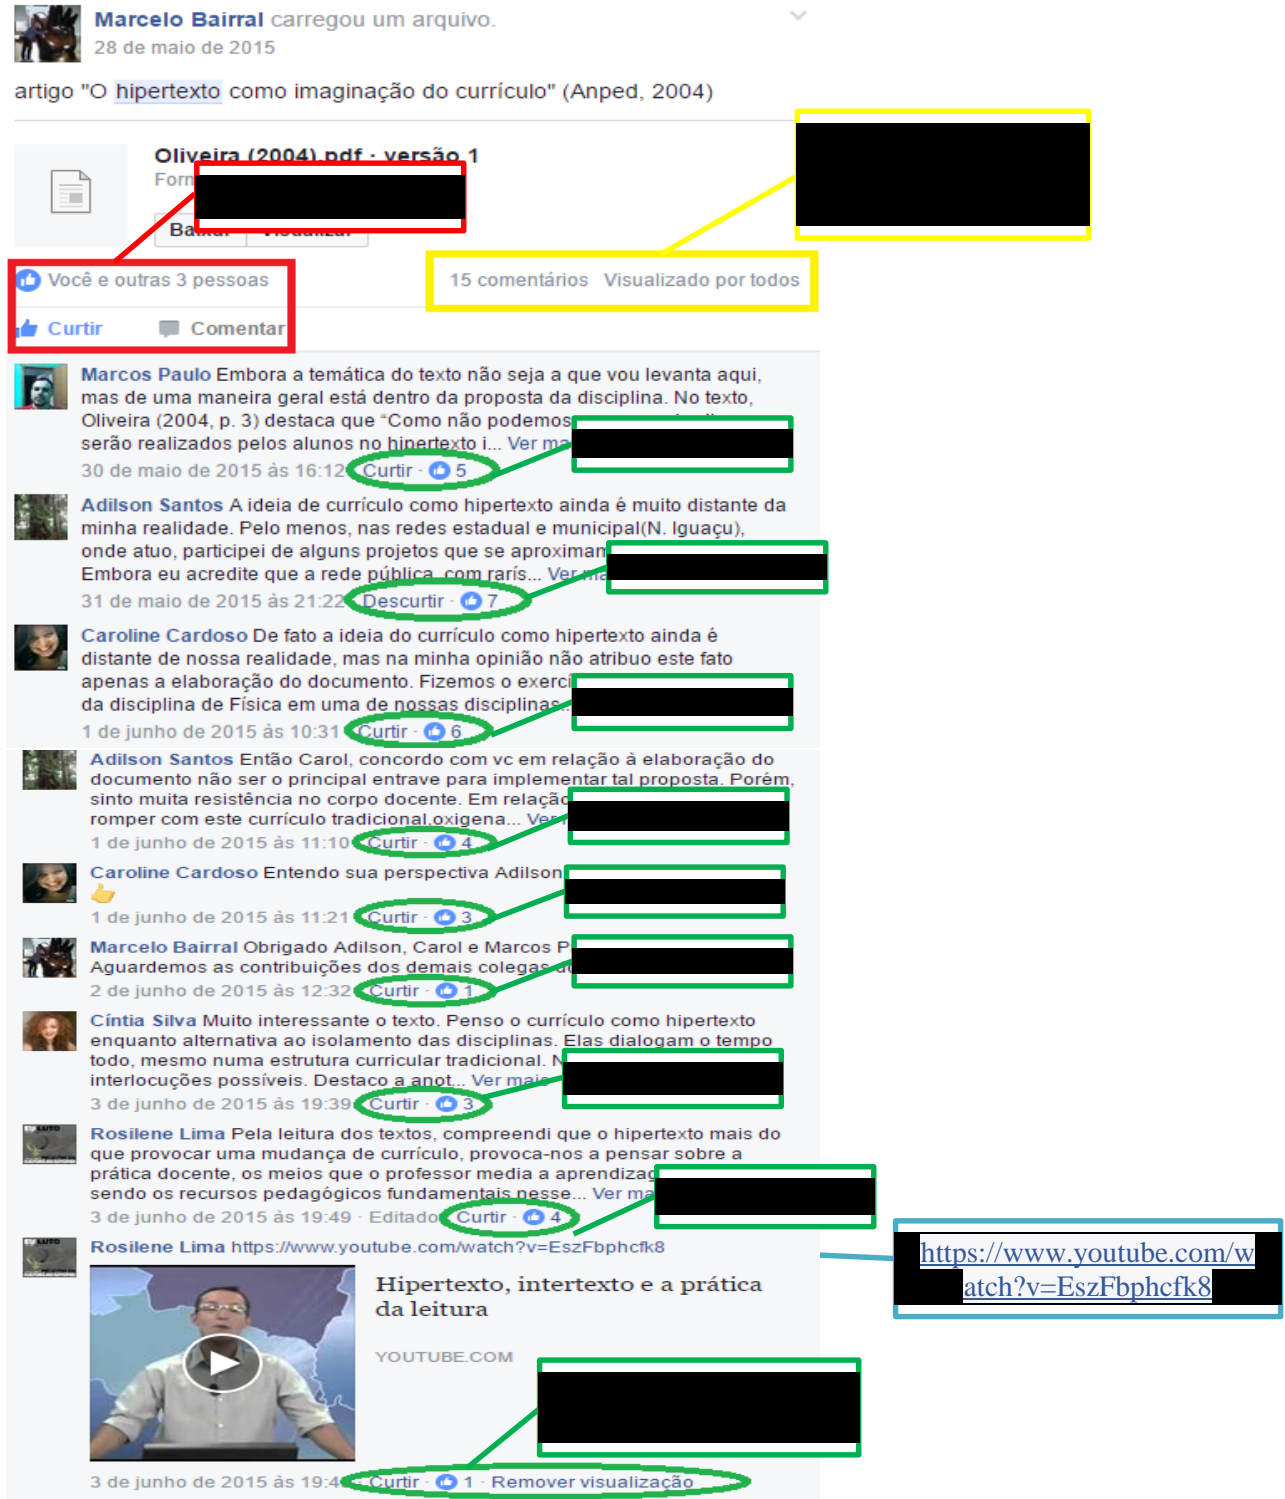 Marcelo Bairral carregou um arquivo.
28 de maio de 2015
artigo "O hipertexto como imaginação do currículo" (Anped, 2004)
Oliveira (2004).pdf · versão 1
Baixar Visualizar
Você e outras 3 pessoas
15 comentários Visualizado por todos
Curtir Comentar
Marcos Paulo Embora a temática do texto não seja a que vou levanta aqui,
mas de uma maneira geral está dentro da proposta da disciplina. No texto,
Oliveira (2004, p. 3) destaca que “Como não podemos
serão realizados pelos alunos no hipertexto i... Ver
30 de maio de 2015 às 16:12 · Curtir · 5
Adilson Santos A ideia de currículo como hipertexto ainda é muito distante da
minha realidade. Pelo menos, nas redes estadual e municipal(N. Iguaçu),
onde atuo, participei de alguns projetos que se aproximam
Embora eu acredite que a rede pública, com rarís... Ver
31 de maio de 2015 às 21:22 · Descurtir · 7
Caroline Cardoso De fato a ideia do currículo como hipertexto ainda é
distante de nossa realidade, mas na minha opinião não atribuo este fato
apenas a elaboração do documento. Fizemos o
da disciplina de Física em uma de nossas disciplinas...
1 de junho de 2015 às 10:31 · Curtir · 6
Adilson Santos Então Carol, concordo com vc em relação à elaboração do
documento não ser o principal entrave para implementar tal proposta. Porém,
sinto muita resistência no corpo docente. Em relação
romper com este currículo tradicional,oxigena... Ver
1 de junho de 2015 às 11:10 · Curtir · 4
Caroline Cardoso Entendo sua perspectiva Adilson
1 de junho de 2015 às 11:21 · Curtir · 3
Marcelo Bairral Obrigado Adilson, Carol e Marcos
Aguardemos as contribuições dos demais colegas
2 de junho de 2015 às 12:32 · Curtir · 1
Cíntia Silva Muito interessante o texto. Penso o currículo como hipertexto
enquanto alternativa ao isolamento das disciplinas. Elas dialogam o tempo
todo, mesmo numa estrutura curricular tradicional.
interlocuções possíveis. Destaco a anot... Ver mais
3 de junho de 2015 às 19:39 · Curtir · 3
Rosilene Lima Pela leitura dos textos, compreendi que o hipertexto mais do
que provocar uma mudança de currículo, provoca-nos a pensar sobre a
prática docente, os meios que o professor media a
sendo os recursos pedagógicos fundamentais nesse... Ver
3 de junho de 2015 às 19:49 · Editado · Curtir · 4
Rosilene Lima https://www.youtube.com/watch?v=EszFbphcfk8
https://www.youtube.com/w
atch?v=EszFbphcfk8
Hipertexto, intertexto e a prática
da leitura
YOUTUBE.COM
3 de junho de 2015 às · Curtir · 1 · Remover visualização